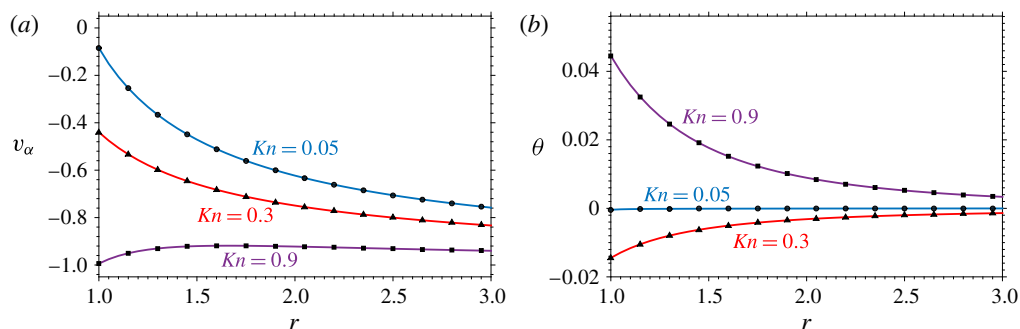 (a)
0
−0.2
−0.4
−0.6
−0.8
−1.0
vα
Kn = 0.05
Kn = 0.3
Kn = 0.9
1.0 1.5 2.0 2.5 3.0
r
(b)
0.04
0.02
0
−0.02
θ
Kn = 0.9
Kn = 0.05
Kn = 0.3
1.0 1.5 2.0 2.5 3.0
r